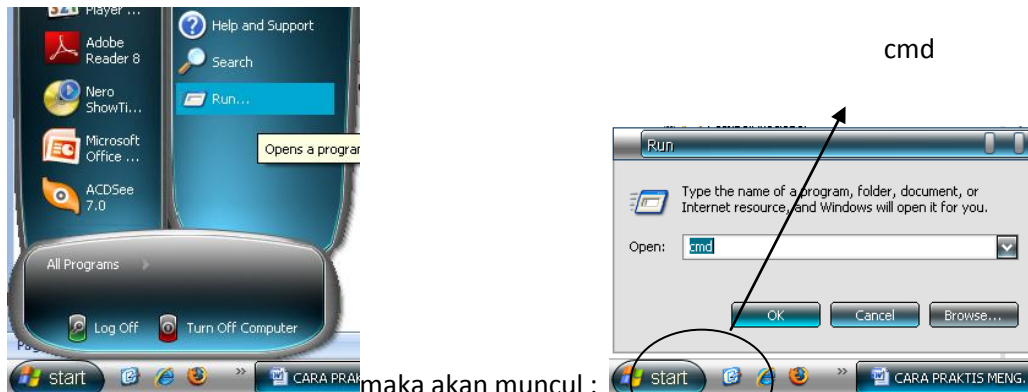 Player ...
Adobe
Reader 8
Nero
ShowTi...
Microsoft
Office ...
ACDSee
7.0
Help and Support
Search
Run...
Opens a progra
All Programs
Log Off
Turn Off Computer
start
CARA PRAK
maka akan muncul :
cmd
Run
Type the name of a program, folder, document, or
Internet resource, and Windows will open it for you.
Open: cmd
OK Cancel Browse...
start
CARA PRAKTIS MENG